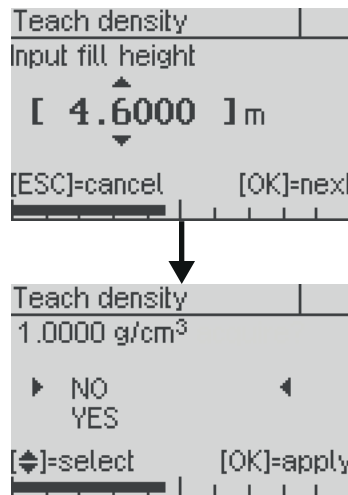 Teach density
Input fill height
[ 4.6000 ] m
[ESC]=cancel [OK]=next
Teach density
1.0000 g/cm³
NO
YES
[]=select [OK]=apply